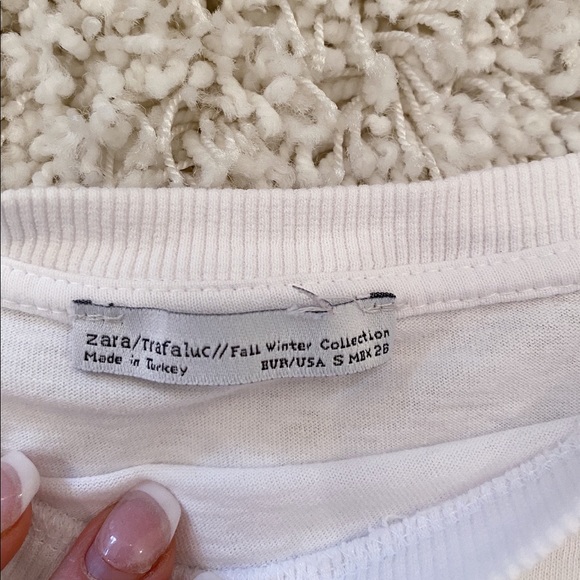 zara/Trafaluc//Fall Winter Collection
Made in Turkey EUR/USA S MEX 26